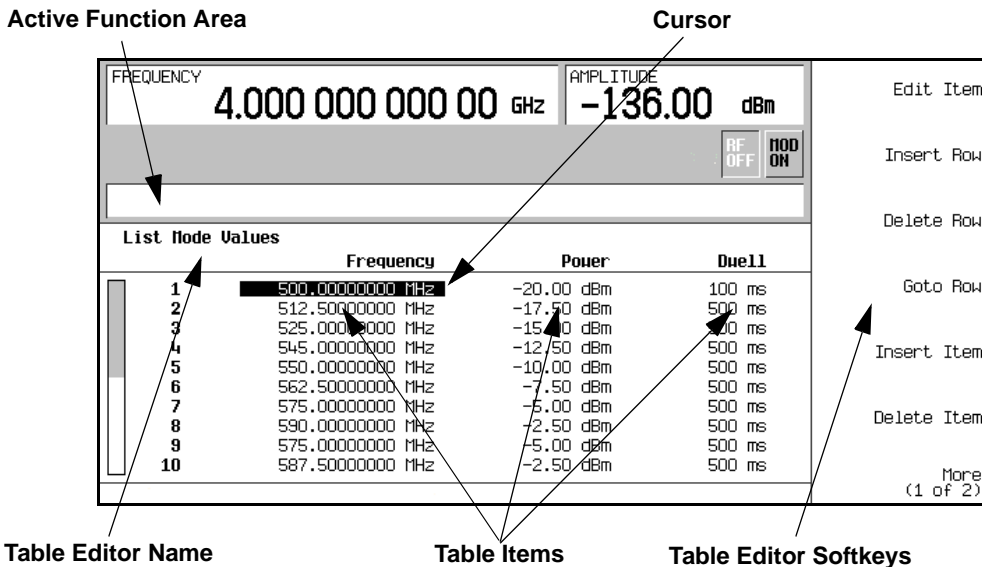 Active Function Area Cursor
FREQUENCY AMPLITUDE
4.000 000 000 00 GHz -136.00 dBm
Edit Item
RF OFF MOD ON
Insert Row
Delete Row
List Mode Values
Frequency Power Dwell
1 500.00000000 MHz -20.00 dBm 100 ms
Goto Row
2 512.50000000 MHz -17.50 dBm 500 ms
3 525.00000000 MHz -15.00 dBm 500 ms
4 545.00000000 MHz -12.50 dBm 500 ms
Insert Item
5 550.00000000 MHz -10.00 dBm 500 ms
6 562.50000000 MHz -7.50 dBm 500 ms
7 575.00000000 MHz -5.00 dBm 500 ms
8 590.00000000 MHz -2.50 dBm 500 ms
Delete Item
9 575.00000000 MHz -5.00 dBm 500 ms
10 587.50000000 MHz -2.50 dBm 500 ms
More
(1 of 2)
Table Editor Name Table Items Table Editor Softkeys